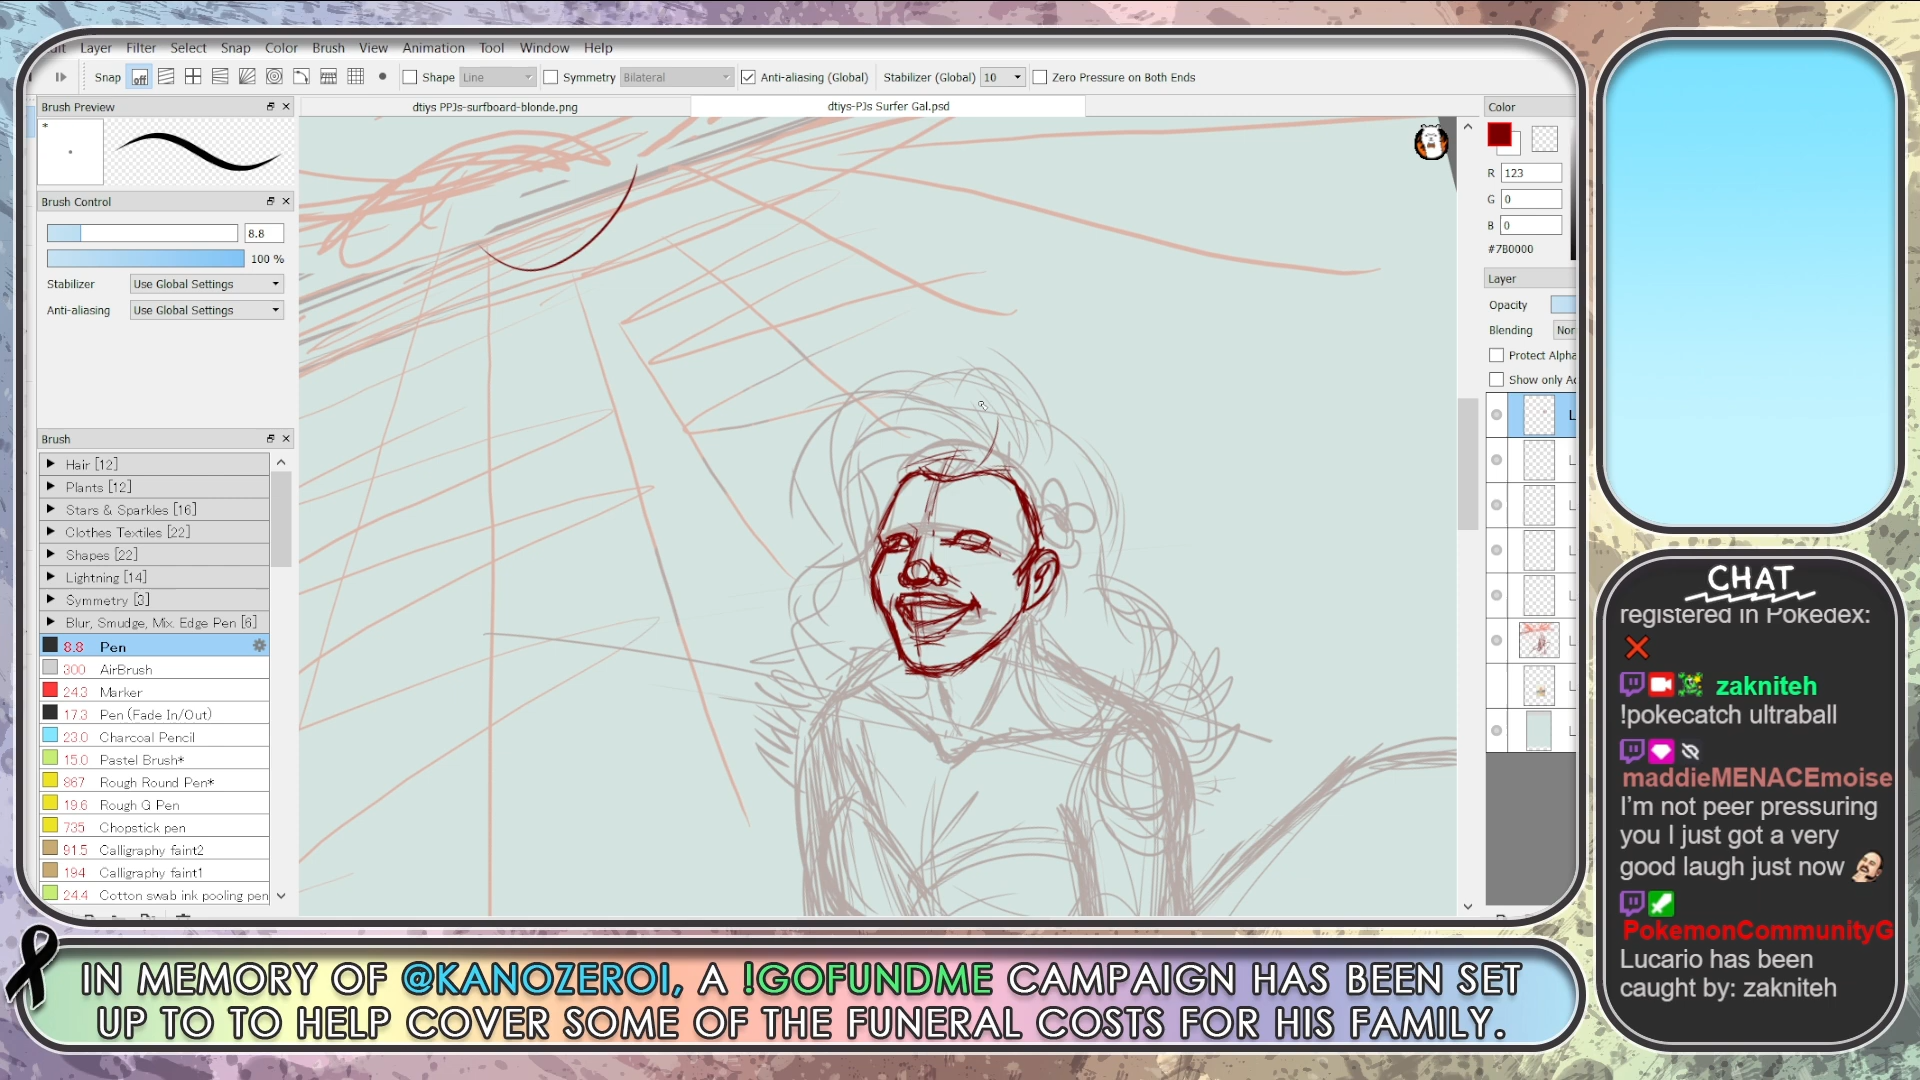 Layer Filter Select Snap Color Brush View Animation Tool Window Help
Snap off Shape Line Symmetry Bilateral Anti-aliasing (Global) Stabilizer (Global) 10 Zero Pressure on Both Ends
Brush Preview
dtiys PPJs-surfboard-blonde.png
dtiys-PJs Surfer Gal.psd
*
Brush Control
8.8
100 %
Stabilizer Use Global Settings
Anti-aliasing Use Global Settings
Brush
Hair [12]
Plants [12]
Stars & Sparkles [16]
Clothes Textiles [22]
Shapes [22]
Lightning [14]
Symmetry [3]
Blur, Smudge, Mix. Edge Pen [6]
8.8 Pen
300 AirBrush
24.3 Marker
17.3 Pen (Fade In/Out)
23.0 Charcoal Pencil
15.0 Pastel Brush*
867 Rough Round Pen*
19.6 Rough G Pen
735 Chopstick pen
91.5 Calligraphy faint2
194 Calligraphy faint1
24.4 Cotton swab ink pooling pen
Color
R 123
G 0
B 0
#7B0000
Layer
Opacity
Blending Nor
Protect Alpha
Show only
CHAT
registered in Pokedex:
zakniteh
!pokecatch ultraball
maddieMENACEmoise
I'm not peer pressuring
you I just got a very
good laugh just now
PokemonCommunityG
Lucario has been
caught by: zakniteh
IN MEMORY OF @KANOZEROI, A !GOFUNDME CAMPAIGN HAS BEEN SET
UP TO TO HELP COVER SOME OF THE FUNERAL COSTS FOR HIS FAMILY.